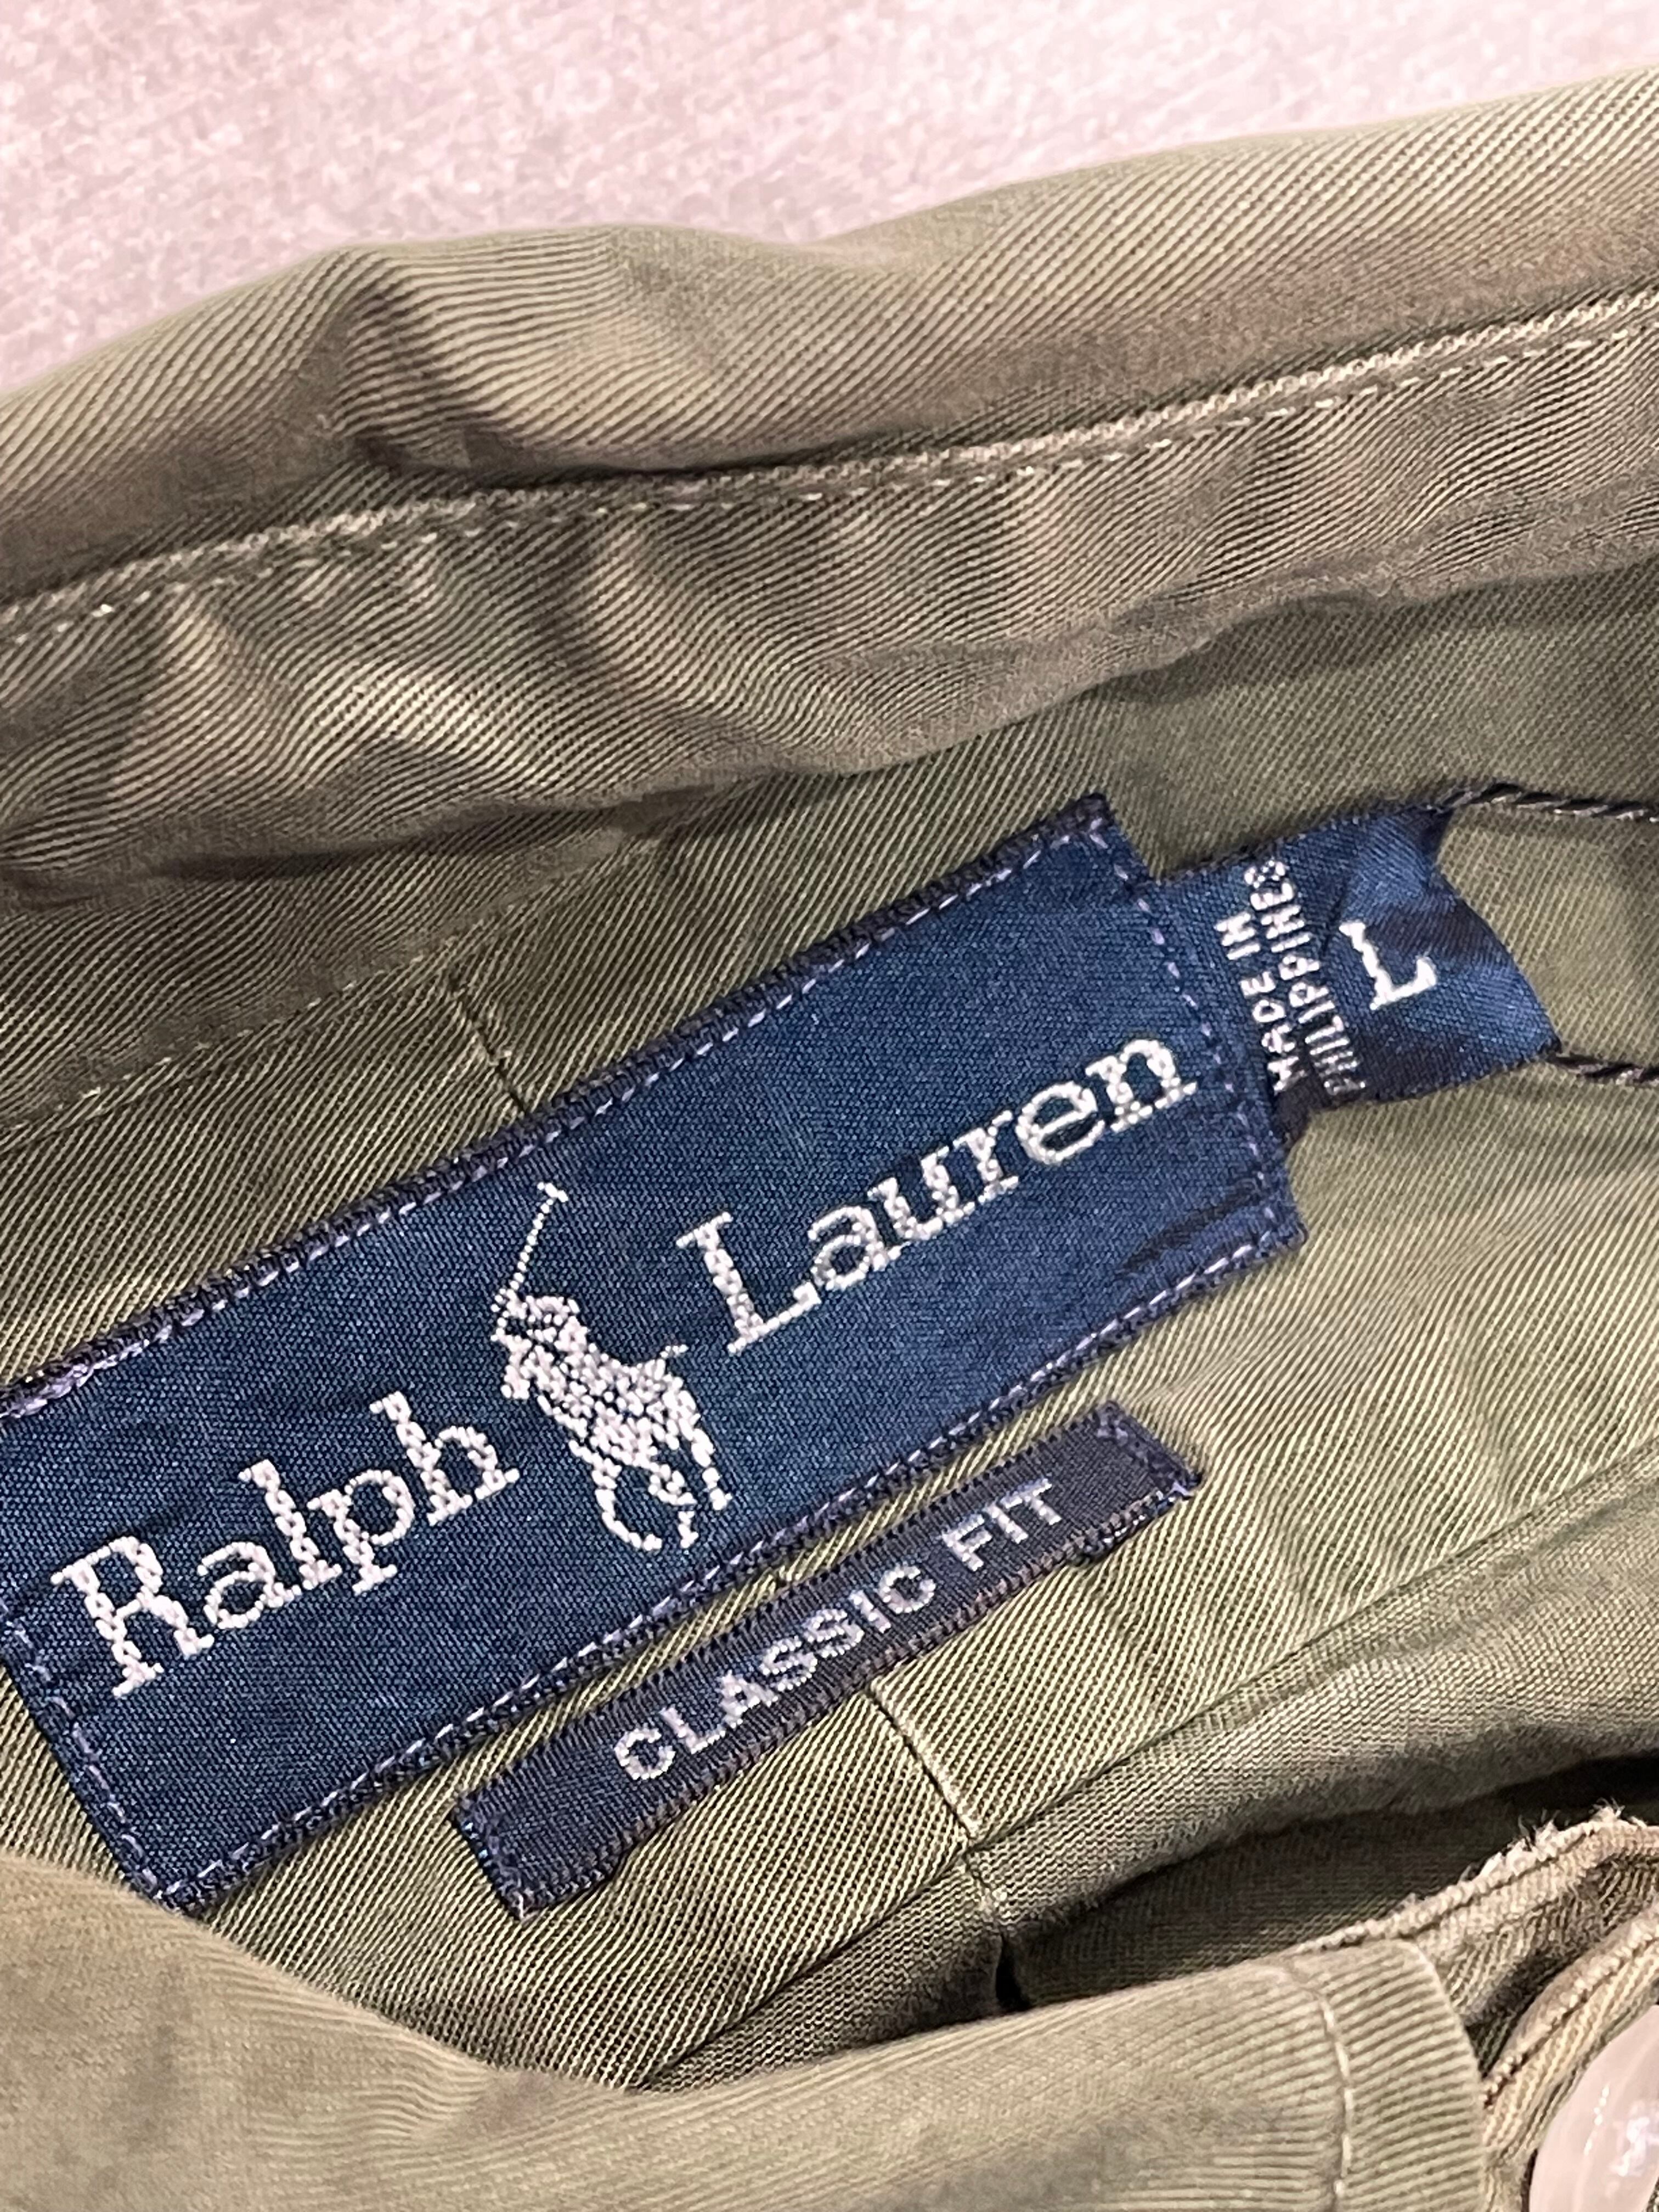 Ralph Lauren
MADE IN
PHILIPPINES
L
CLASSIC FIT